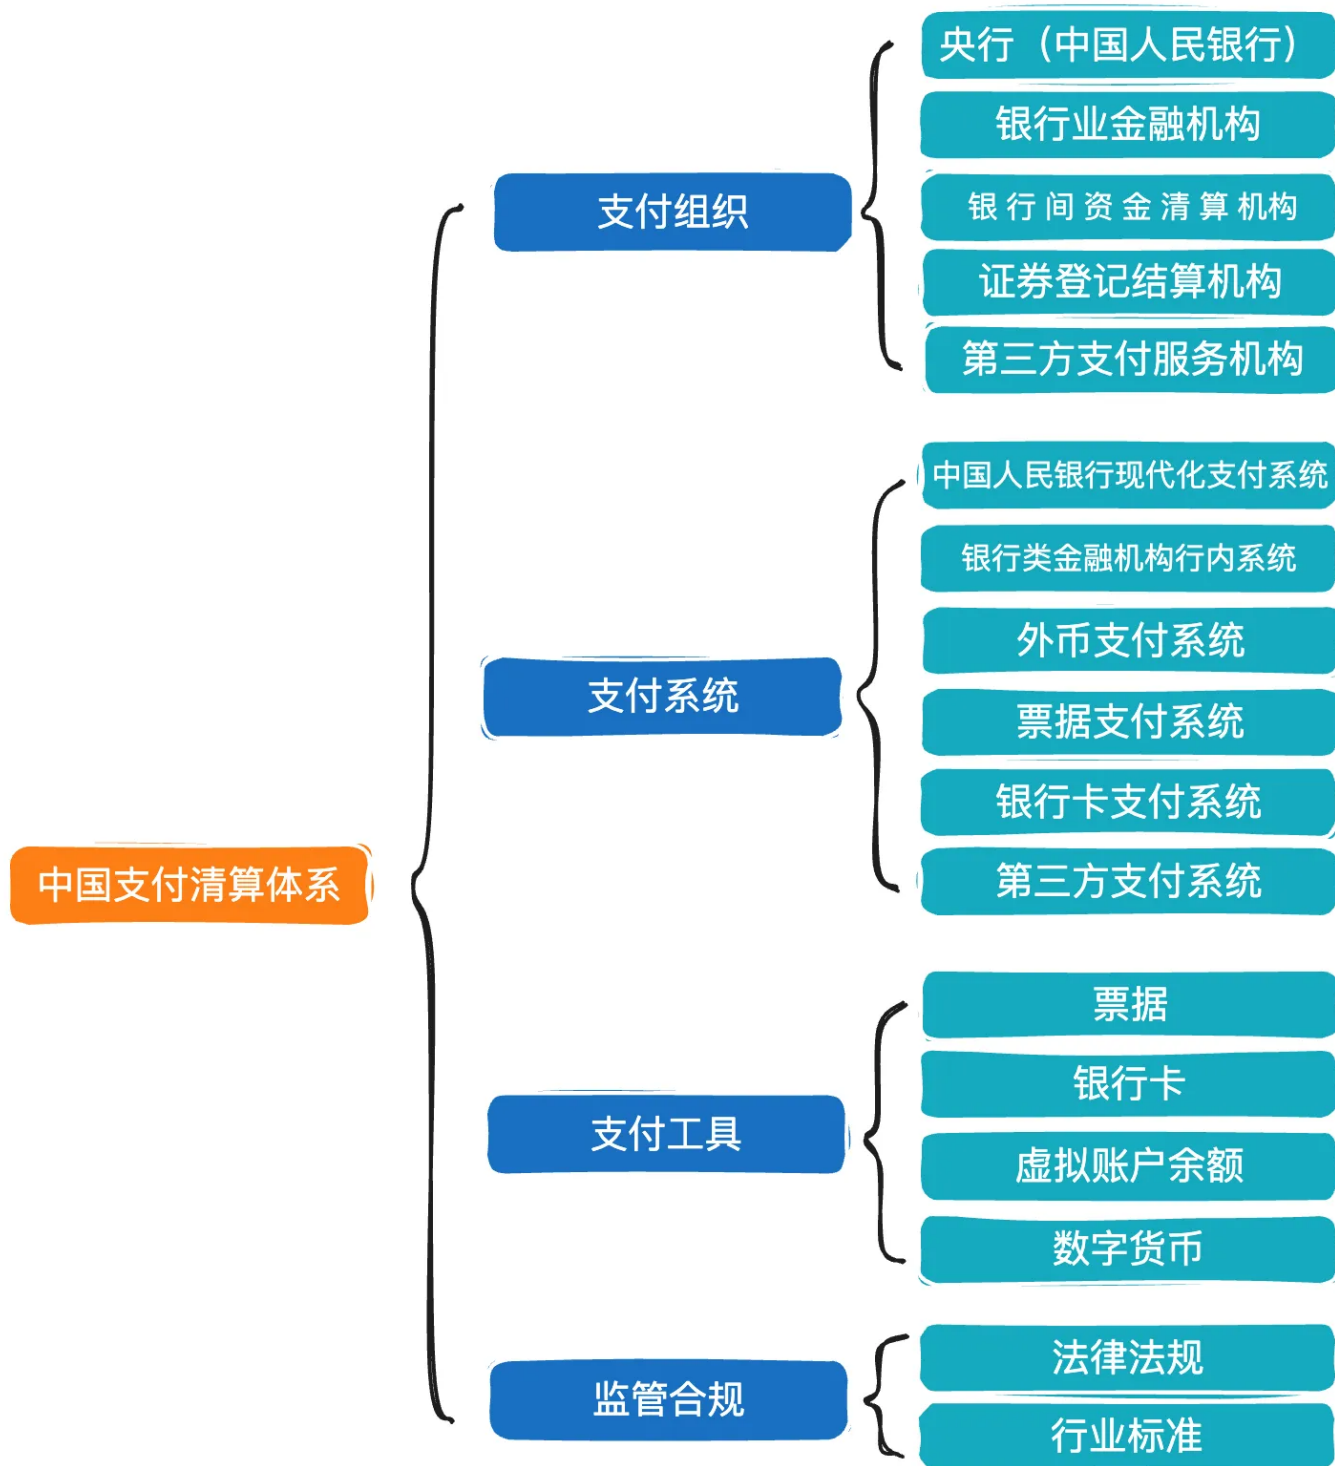 央行（中国人民银行）
银行业金融机构
支付组织
银行间资金清算机构
证券登记结算机构
第三方支付服务机构
中国人民银行现代化支付系统
银行类金融机构行内系统
外币支付系统
支付系统
票据支付系统
银行卡支付系统
中国支付清算体系
第三方支付系统
票据
银行卡
支付工具
虚拟账户余额
数字货币
法律法规
监管合规
行业标准